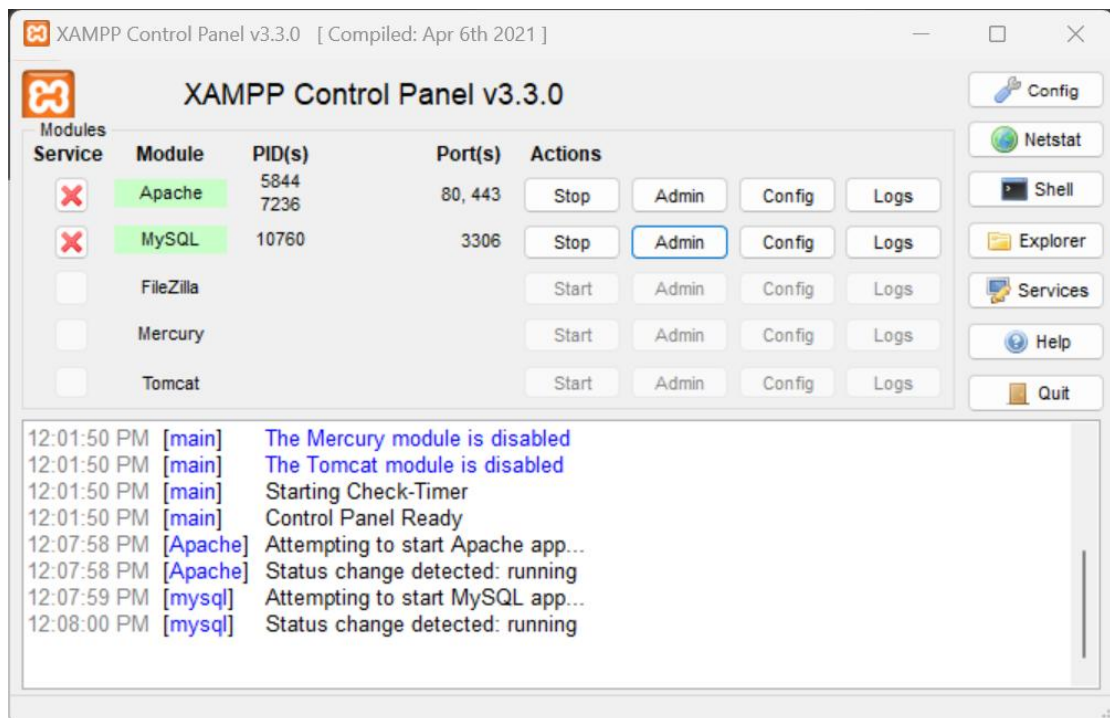 XAMPP Control Panel v3.3.0 [ Compiled: Apr 6th 2021 ]
XAMPP Control Panel v3.3.0
Config
Modules
Service Module PID(s) Port(s) Actions
Netstat
Apache 5844 7236 80, 443 Stop Admin Config Logs
Shell
MySQL 10760 3306 Stop Admin Config Logs
Explorer
FileZilla Start Admin Config Logs
Services
Mercury Start Admin Config Logs
Help
Tomcat Start Admin Config Logs
Quit
12:01:50 PM [main] The Mercury module is disabled
12:01:50 PM [main] The Tomcat module is disabled
12:01:50 PM [main] Starting Check-Timer
12:01:50 PM [main] Control Panel Ready
12:07:58 PM [Apache] Attempting to start Apache app...
12:07:58 PM [Apache] Status change detected: running
12:07:59 PM [mysql] Attempting to start MySQL app...
12:08:00 PM [mysql] Status change detected: running